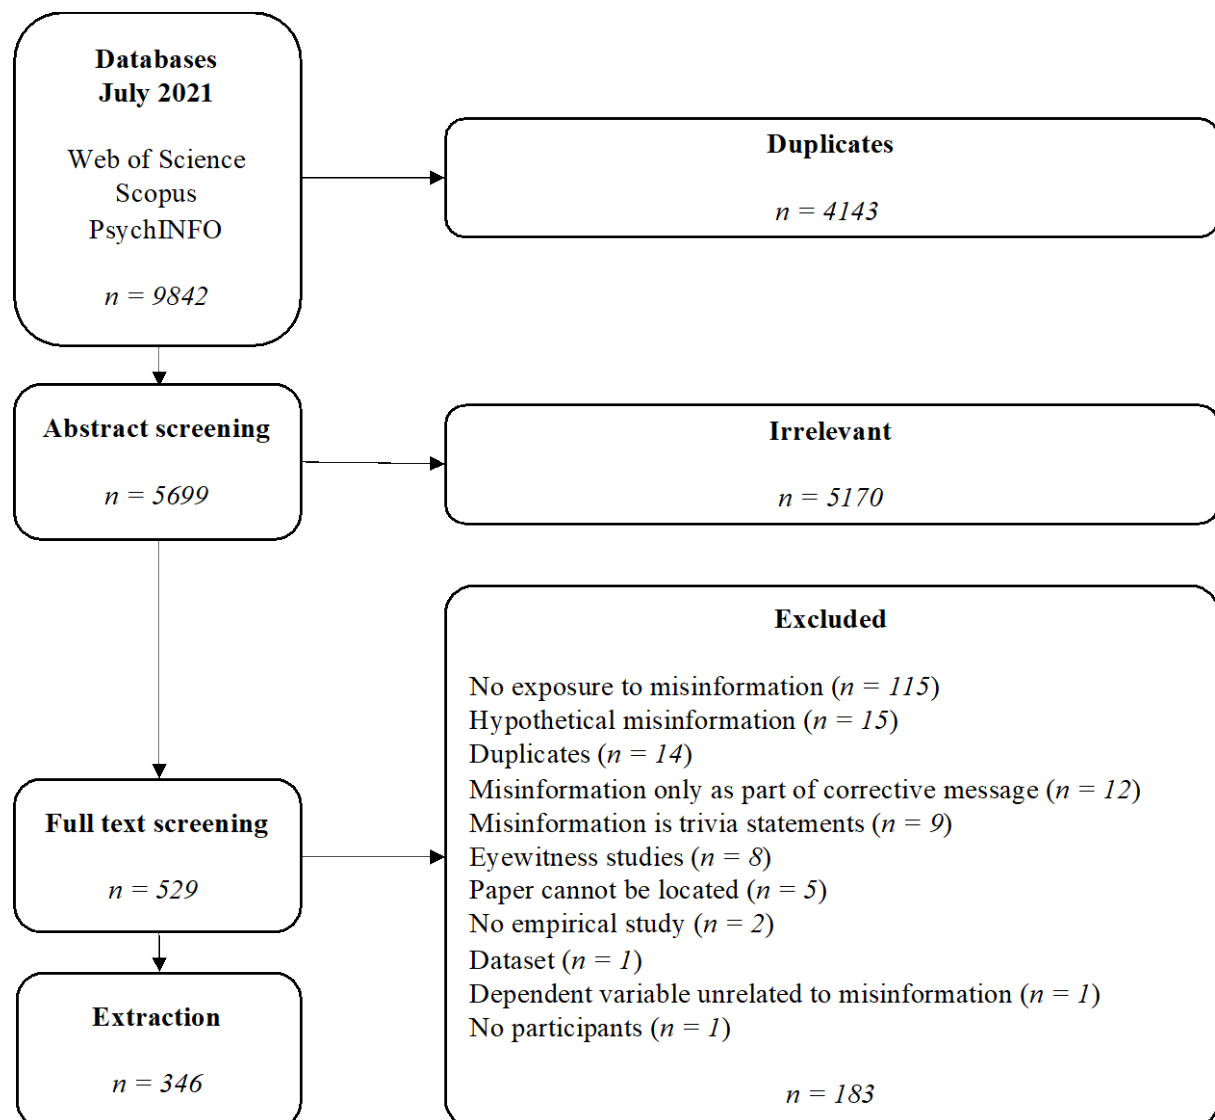 Databases
July 2021
Web of Science
Scopus
PsychINFO
n = 9842
Duplicates
n = 4143
Abstract screening
n = 5699
Irrelevant
n = 5170
Full text screening
n = 529
Excluded
No exposure to misinformation (n = 115)
Hypothetical misinformation (n = 15)
Duplicates (n = 14)
Misinformation only as part of corrective message (n = 12)
Misinformation is trivia statements (n = 9)
Eyewitness studies (n = 8)
Paper cannot be located (n = 5)
No empirical study (n = 2)
Dataset (n = 1)
Dependent variable unrelated to misinformation (n = 1)
No participants (n = 1)
n = 183
Extraction
n = 346